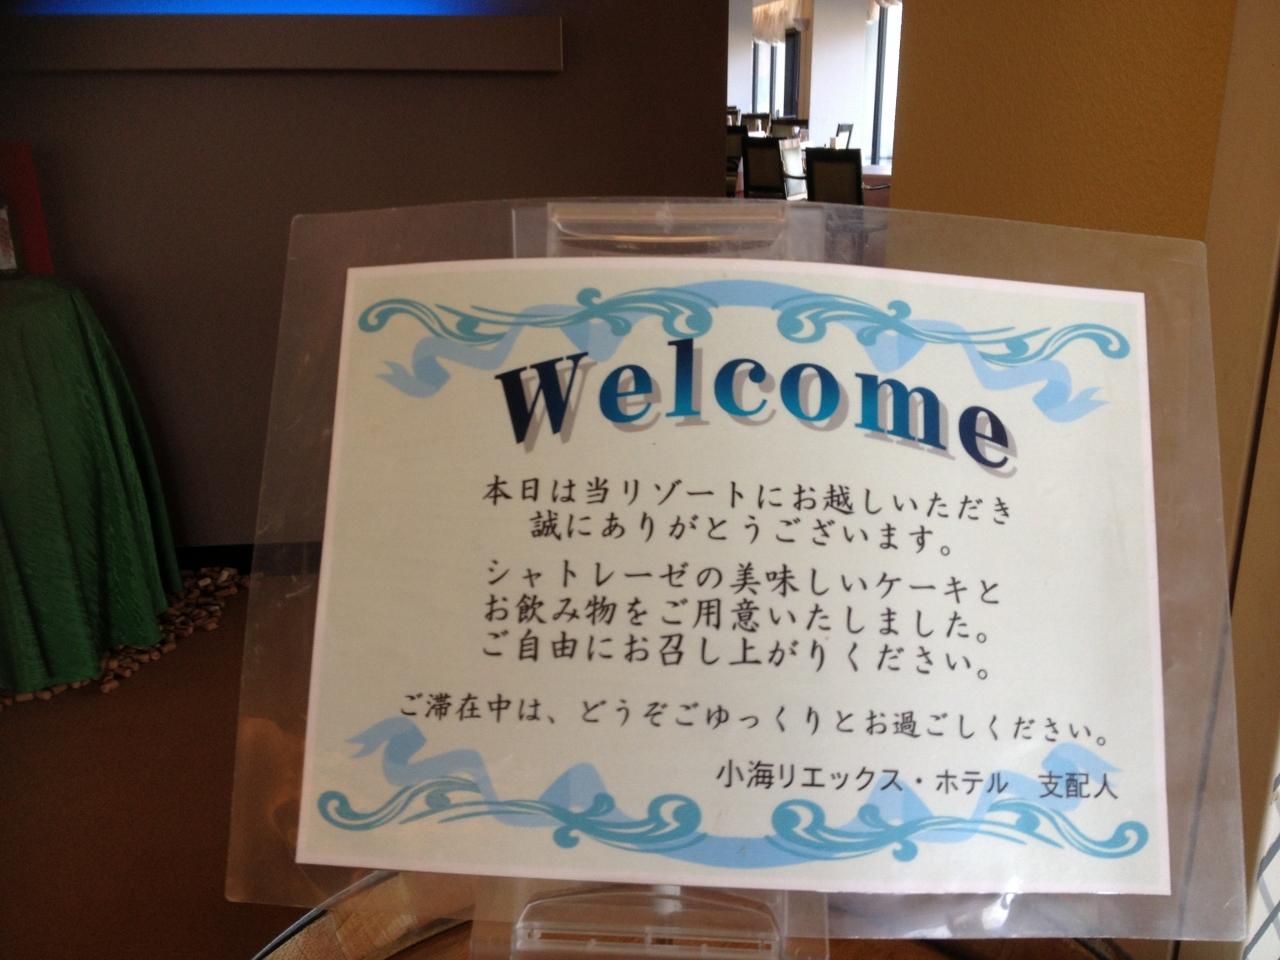 Welcome
本日は当リゾートにお越しいただき
誠にありがとうございます。
シャトレーゼの美味しいケーキと
お飲み物をご用意いたしました。
ご自由にお召し上がりください。
ご滞在中は、どうぞごゆっくりとお過ごしください。
小海リエックス・ホテル　支配人